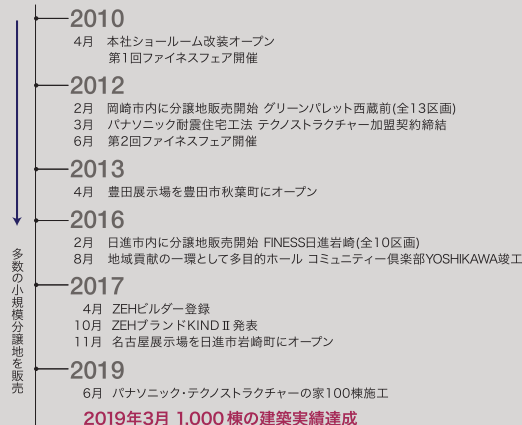 2010
4月 本社ショールーム改装オープン
第1回ファイネスフェア開催
2012
2月 岡崎市内に分譲地販売開始 グリーンパレット西蔵前(全13区画)
3月 パナソニック耐震住宅工法 テクノストラクチャー加盟契約締結
6月 第2回ファイネスフェア開催
2013
4月 豊田展示場を豊田市秋葉町にオープン
2016
2月 日進市内に分譲地販売開始 FINESS日進岩崎(全10区画)
8月 地域貢献の一環として多目的ホール コミュニティー倶楽部YOSHIKAWA竣工
2017
4月 ZEHビルダー登録
10月 ZEHブランドKINDⅡ発表
11月 名古屋展示場を日進市岩崎町にオープン
2019
6月 パナソニック・テクノストラクチャーの家100棟施工
2019年3月 1,000棟の建築実績達成
多数の小規模分譲地を販売